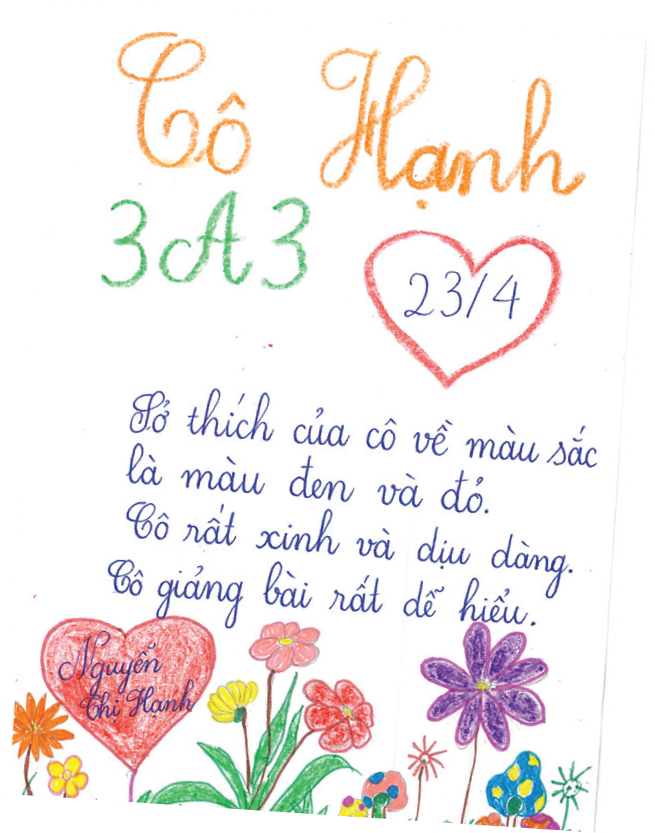 Cô Hạnh
3A3
23/4
Sở thích của cô về màu sắc
là màu đen và đỏ.
Cô rất xinh và dịu dàng.
Cô giảng bài rất dễ hiểu.
Nguyễn
Thị Hạnh